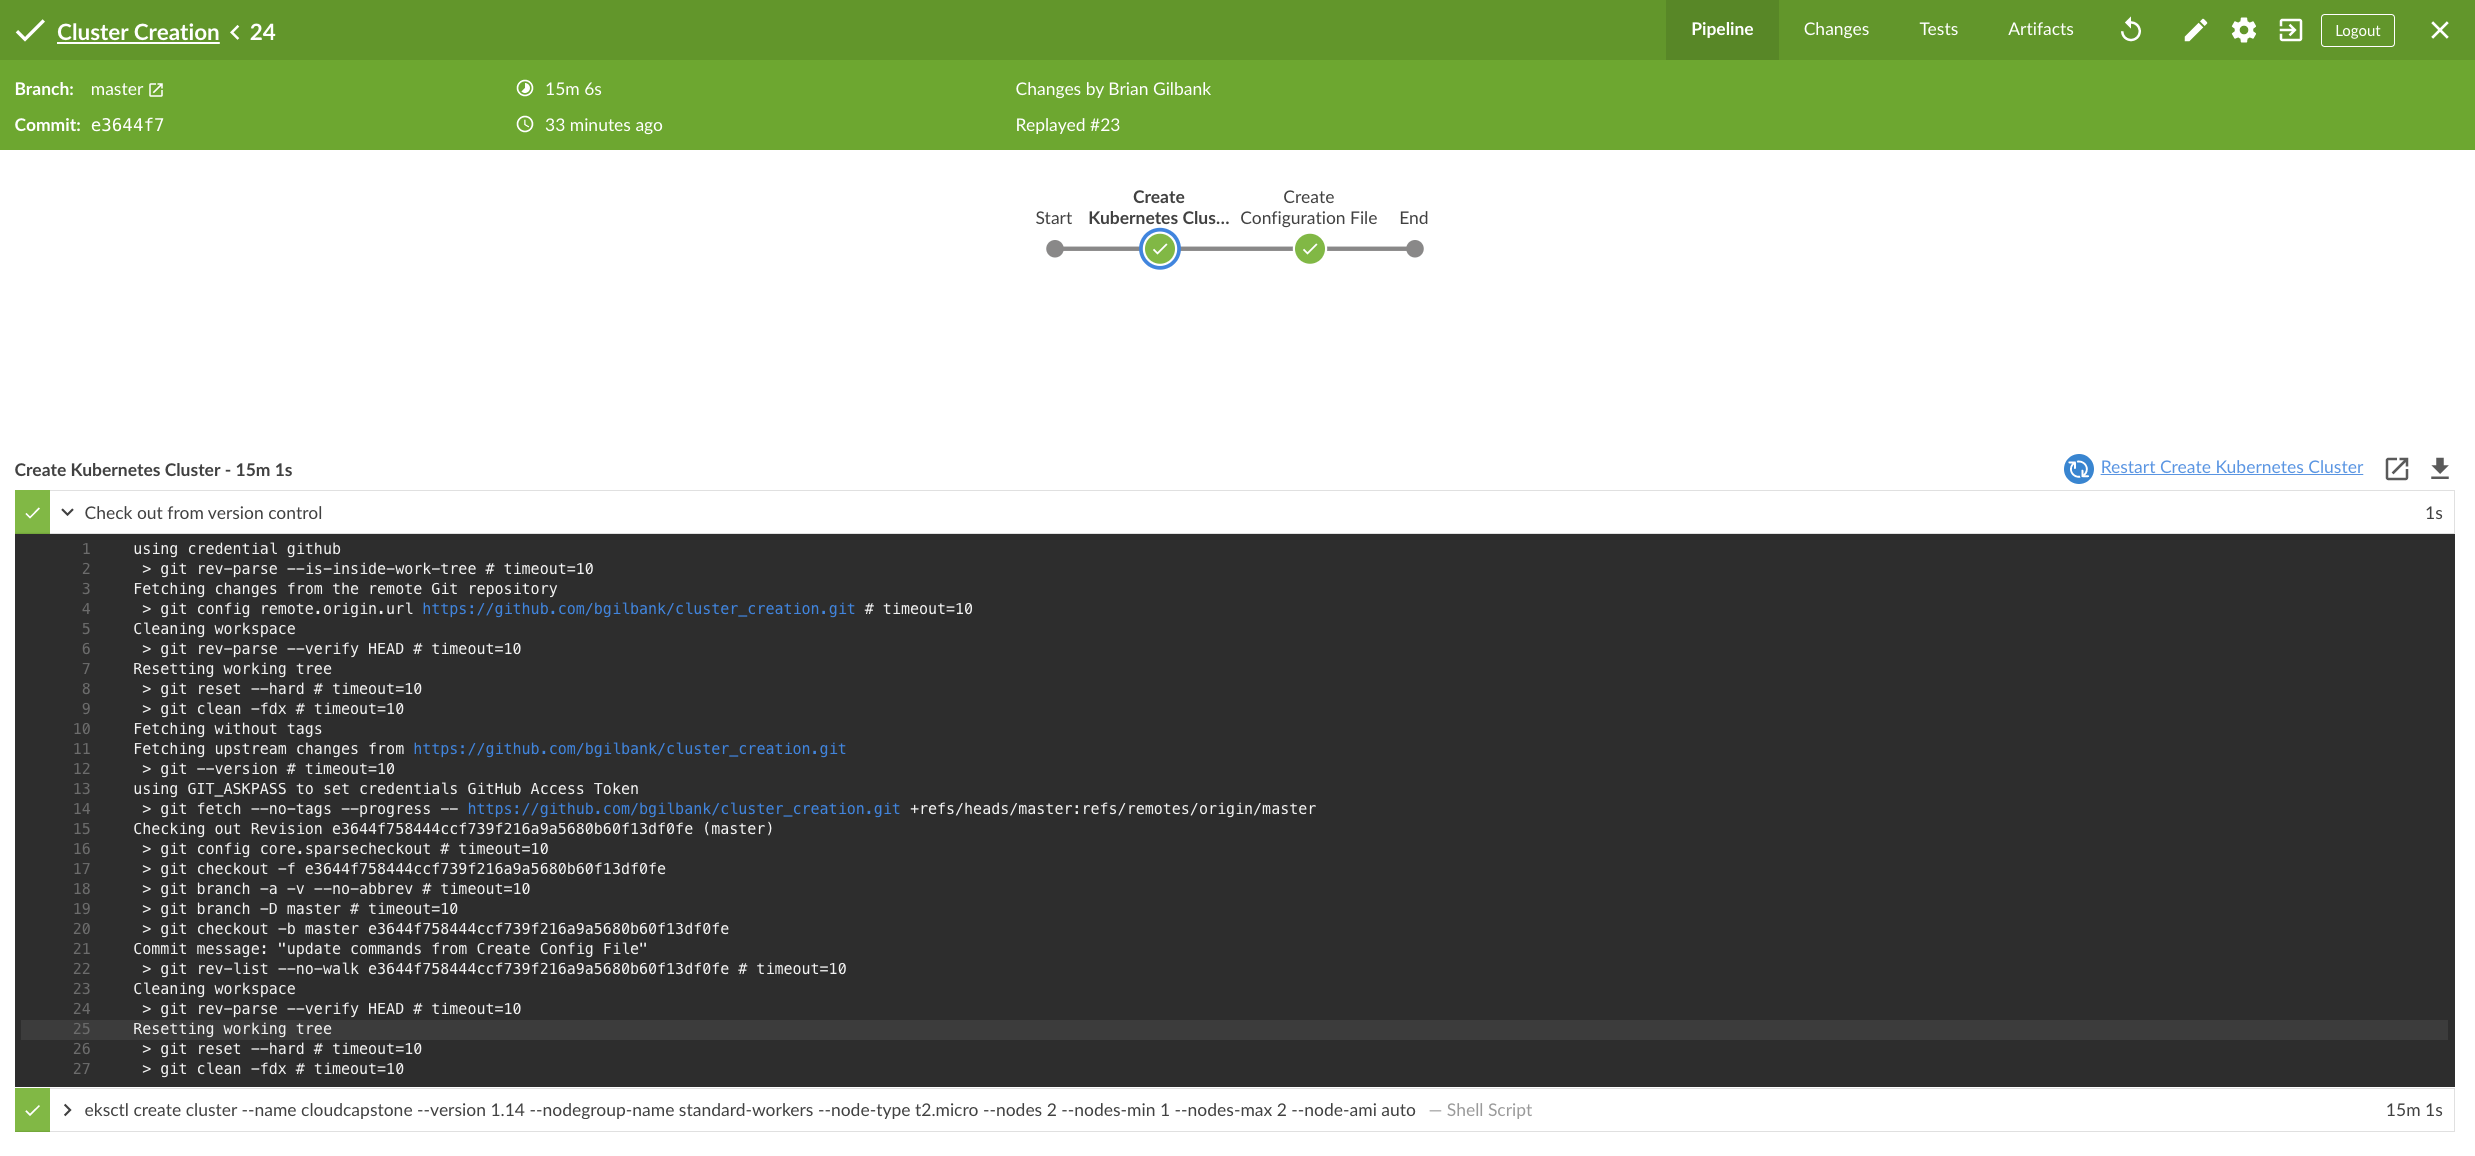 Cluster Creation < 24
Pipeline
Changes
Tests
Artifacts
Logout
Branch: master
15m 6s
Changes by Brian Gilbank
Commit: e3644f7
33 minutes ago
Replayed #23
Start
Create
Kubernetes Clus...
Create
Configuration File
End
Create Kubernetes Cluster - 15m 1s
Restart Create Kubernetes Cluster
Check out from version control
1s
1 using credential github
2 > git rev-parse --is-inside-work-tree # timeout=10
3 Fetching changes from the remote Git repository
4 > git config remote.origin.url https://github.com/bgilbank/cluster_creation.git # timeout=10
5 Cleaning workspace
6 > git rev-parse --verify HEAD # timeout=10
7 Resetting working tree
8 > git reset --hard # timeout=10
9 > git clean -fdx # timeout=10
10 Fetching without tags
11 Fetching upstream changes from https://github.com/bgilbank/cluster_creation.git
12 > git --version # timeout=10
13 using GIT_ASKPASS to set credentials GitHub Access Token
14 > git fetch --no-tags --progress -- https://github.com/bgilbank/cluster_creation.git +refs/heads/master:refs/remotes/origin/master
15 Checking out Revision e3644f758444ccf739f216a9a5680b60f13df0fe (master)
16 > git config core.sparsecheckout # timeout=10
17 > git checkout -f e3644f758444ccf739f216a9a5680b60f13df0fe
18 > git branch -a -v --no-abbrev # timeout=10
19 > git branch -D master # timeout=10
20 > git checkout -b master e3644f758444ccf739f216a9a5680b60f13df0fe
21 Commit message: "update commands from Create Config File"
22 > git rev-list --no-walk e3644f758444ccf739f216a9a5680b60f13df0fe # timeout=10
23 Cleaning workspace
24 > git rev-parse --verify HEAD # timeout=10
25 Resetting working tree
26 > git reset --hard # timeout=10
27 > git clean -fdx # timeout=10
eksctl create cluster --name cloudcapstone --version 1.14 --nodegroup-name standard-workers --node-type t2.micro --nodes 2 --nodes-min 1 --nodes-max 2 --node-ami auto — Shell Script
15m 1s